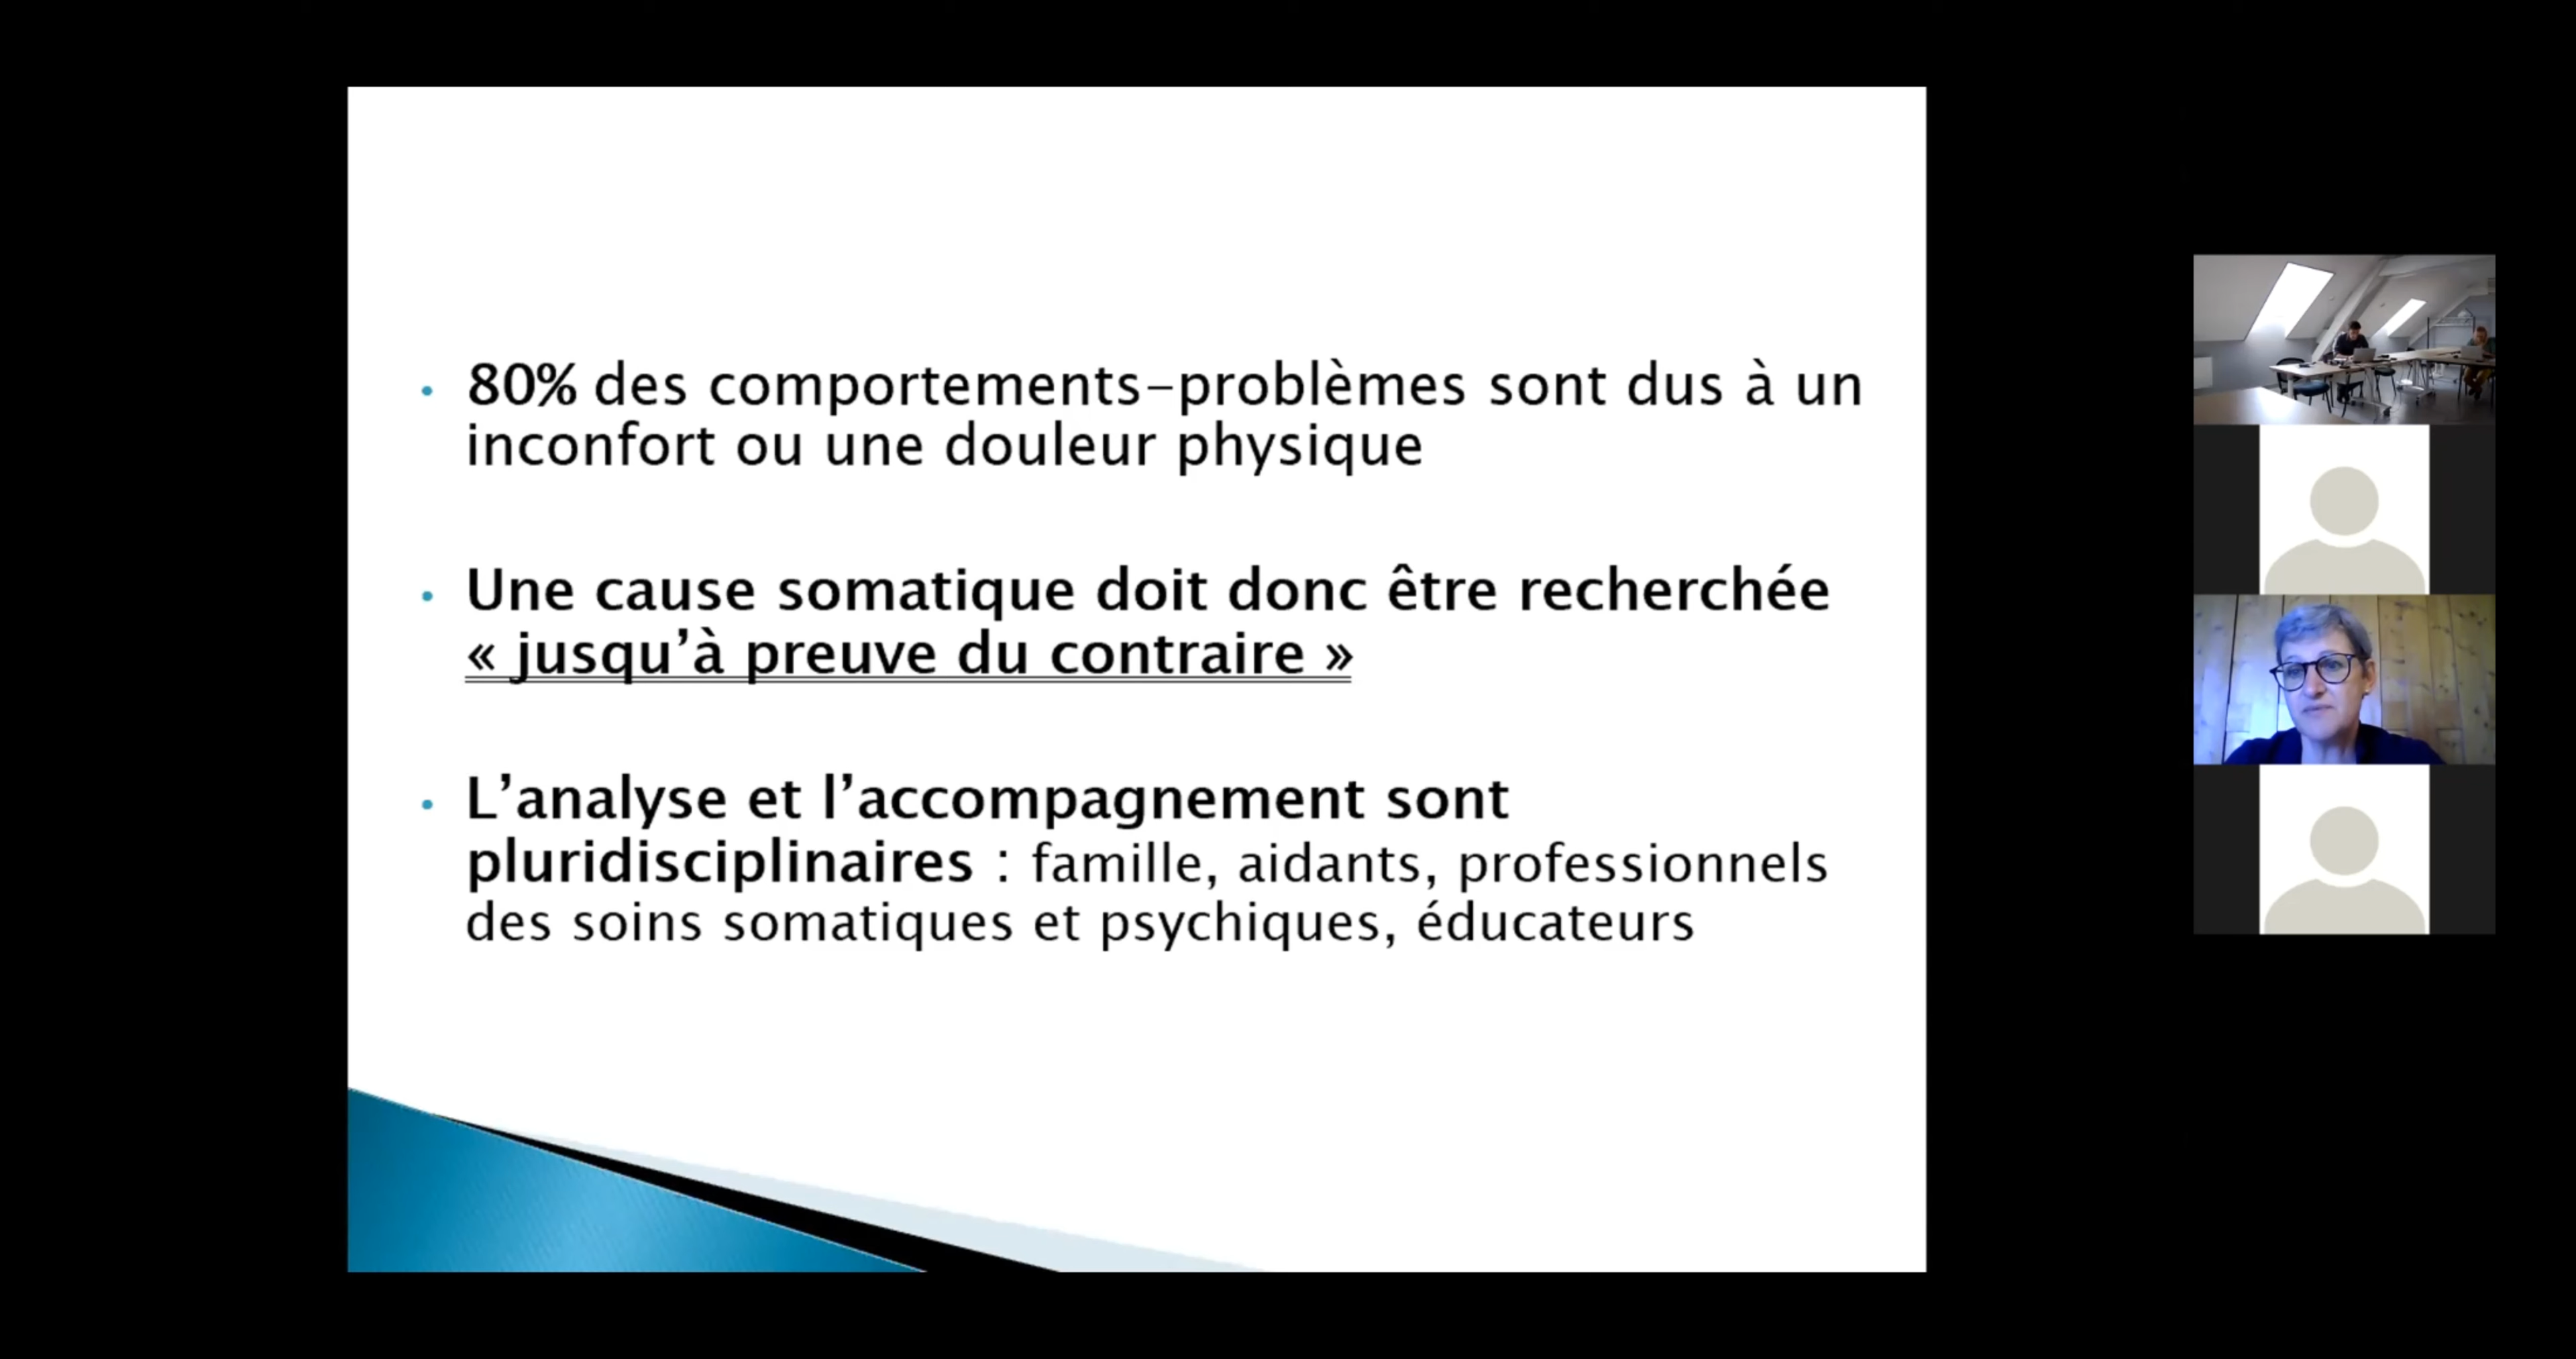 • 80% des comportements-problèmes sont dus à un
inconfort ou une douleur physique
• Une cause somatique doit donc être recherchée
« jusqu’à preuve du contraire »
• L’analyse et l’accompagnement sont
pluridisciplinaires : famille, aidants, professionnels
des soins somatiques et psychiques, éducateurs